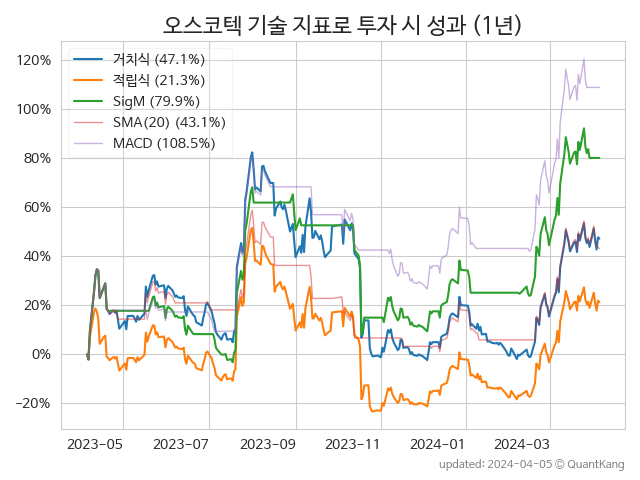 오스코텍 기술 지표로 투자 시 성과 (1년)
거치식 (47.1%)
적립식 (21.3%)
SigM (79.9%)
SMA(20) (43.1%)
MACD (108.5%)
120%
100%
80%
60%
40%
20%
0%
−20%
2023-05 2023-07 2023-09 2023-11 2024-01 2024-03
updated: 2024-04-05 © QuantKang